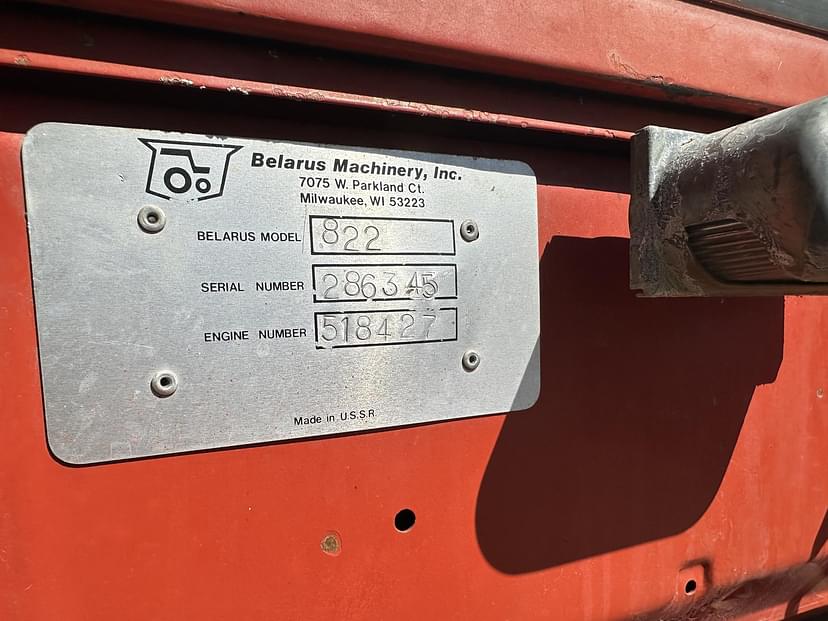 Belarus Machinery, Inc.
7075 W. Parkland Ct.
Milwaukee, WI 53223
BELARUS MODEL 822
SERIAL NUMBER 286345
ENGINE NUMBER 518427
Made in U.S.S.R.